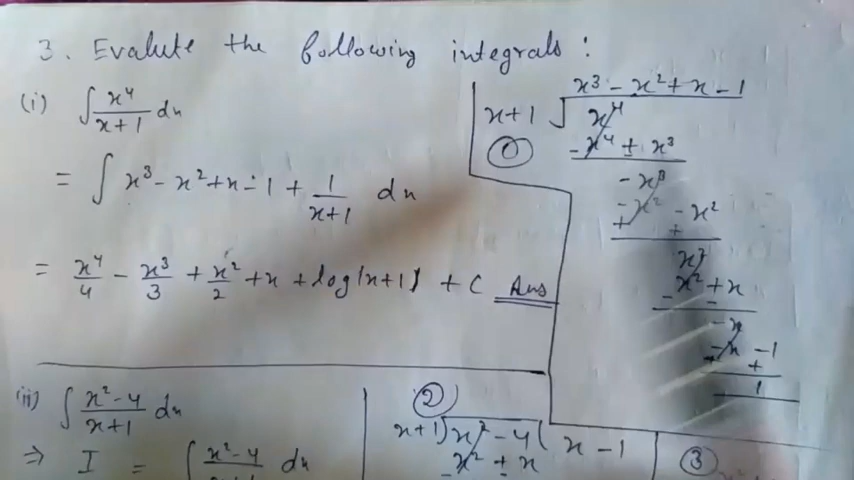 3. Evalute the following integrals :
(i) ∫ x⁴/(x+1) dx
= ∫ x³ - x² + x - 1 + 1/(x+1) dx
= x⁴/4 - x³/3 + x²/2 + x + log|x+1| + C Ans
x³ - x² + x - 1
x+1 √ x⁴
①
- x⁴ ± x³
- x³
- x³ - x²
+ +
x²
- x² + x
-
- x
- x - 1
+
1
(ii) ∫ (x²-4)/(x+1) dx
⇒ I = ∫ (x²-4)/ dx
②
x+1) x² - 4 ( x - 1
- x² ± x
③